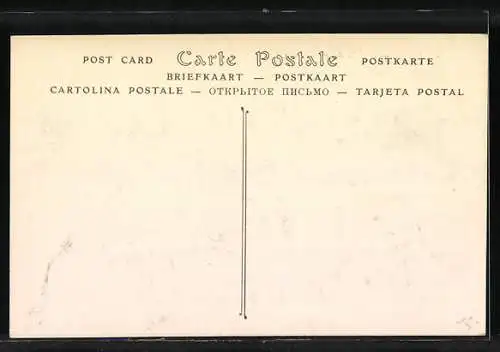 POST CARD Carte Postale POSTKARTE
BRIEFKAART — POSTKAART
CARTOLINA POSTALE — ОТКРЫТОЕ ПИСЬМО — TARJETA POSTAL